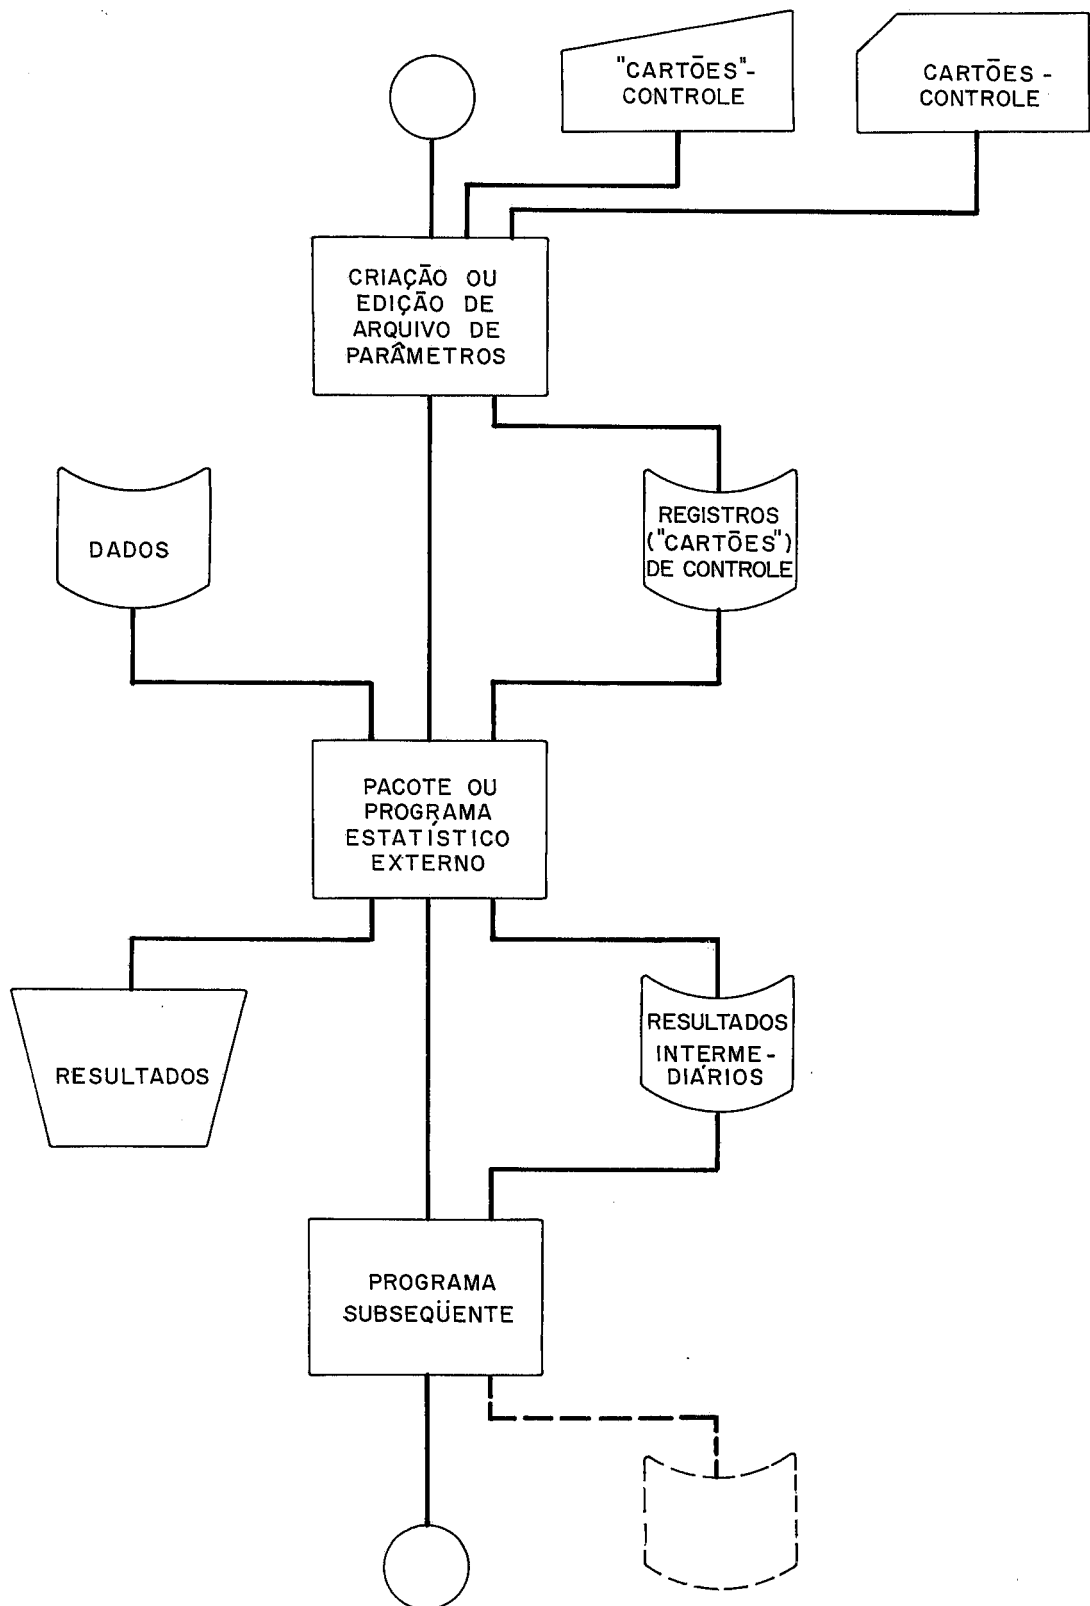 "CARTÕES"-
CONTROLE
CARTÕES -
CONTROLE
CRIAÇÃO OU
EDIÇÃO DE
ARQUIVO DE
PARÂMETROS
DADOS
REGISTROS
("CARTÕES")
DE CONTROLE
PACOTE OU
PROGRAMA
ESTATÍSTICO
EXTERNO
RESULTADOS
RESULTADOS
INTERME-
DIÁRIOS
PROGRAMA
SUBSEQÜENTE